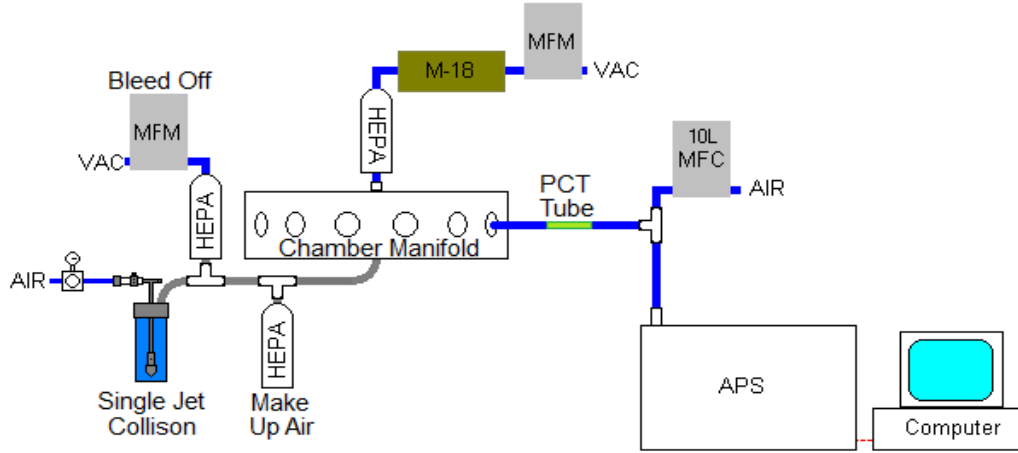 MFM
M-18
VAC
Bleed Off
MFM
HEPA
VAC
10L
MFC
AIR
HEPA
PCT
Tube
Chamber Manifold
AIR
HEPA
Single Jet
Collison
Make
Up Air
APS
Computer